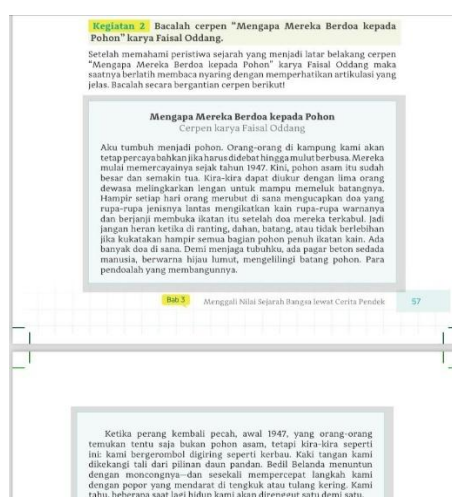 Kegiatan 2 Bacalah cerpen "Mengapa Mereka Berdoa kepada
Pohon" karya Faisal Oddang.
Setelah memahami peristiwa sejarah yang menjadi latar belakang cerpen
"Mengapa Mereka Berdoa kepada Pohon" karya Faisal Oddang maka
saatnya berlatih membaca nyaring dengan memperhatikan artikulasi yang
jelas. Bacalah secara bergantian cerpen berikut!
Mengapa Mereka Berdoa kepada Pohon
Cerpen karya Faisal Oddang
Aku tumbuh menjadi pohon. Orang-orang di kampung kami akan
tetap percaya bahkan jika harus didebat hingga mulut berbusa. Mereka
mulai memercayainya sejak tahun 1947. Kini, pohon asam itu sudah
besar dan semakin tua. Kira-kira dapat diukur dengan lima orang
dewasa melingkarkan lengan untuk mampu memeluk batangnya.
Hampir setiap hari orang merubut di sana mengucapkan doa yang
rupa-rupa jenisnya lantas mengikatkan kain rupa-rupa warnanya
dan berjanji membuka ikatan itu setelah doa mereka terkabul. Jadi
jangan heran ketika di ranting, dahan, batang, atau tidak berlebihan
jika kukatakan hampir semua bagian pohon penuh ikatan kain. Ada
banyak doa di sana. Demi menjaga tubuhku, ada pagar beton sedada
manusia, berwarna hijau lumut, mengelilingi batang pohon. Para
pendoalah yang membangunnya.
Bab 3 Menggali Nilai Sejarah Bangsa lewat Cerita Pendek 57
Ketika perang kembali pecah, awal 1947, yang orang-orang
temukan tentu saja bukan pohon asam, tetapi kira-kira seperti
ini: kami bergerombol digiring seperti kerbau. Kaki tangan kami
dikekangi tali dari pilinan daun pandan. Bedil Belanda menuntun
dengan moncongnya—dan sesekali mempercepat langkah kami
dengan popor yang mendarat di tengkuk atau tulang kering. Kami
tahu, beberapa saat lagi hidup kami akan direnggut satu demi satu.